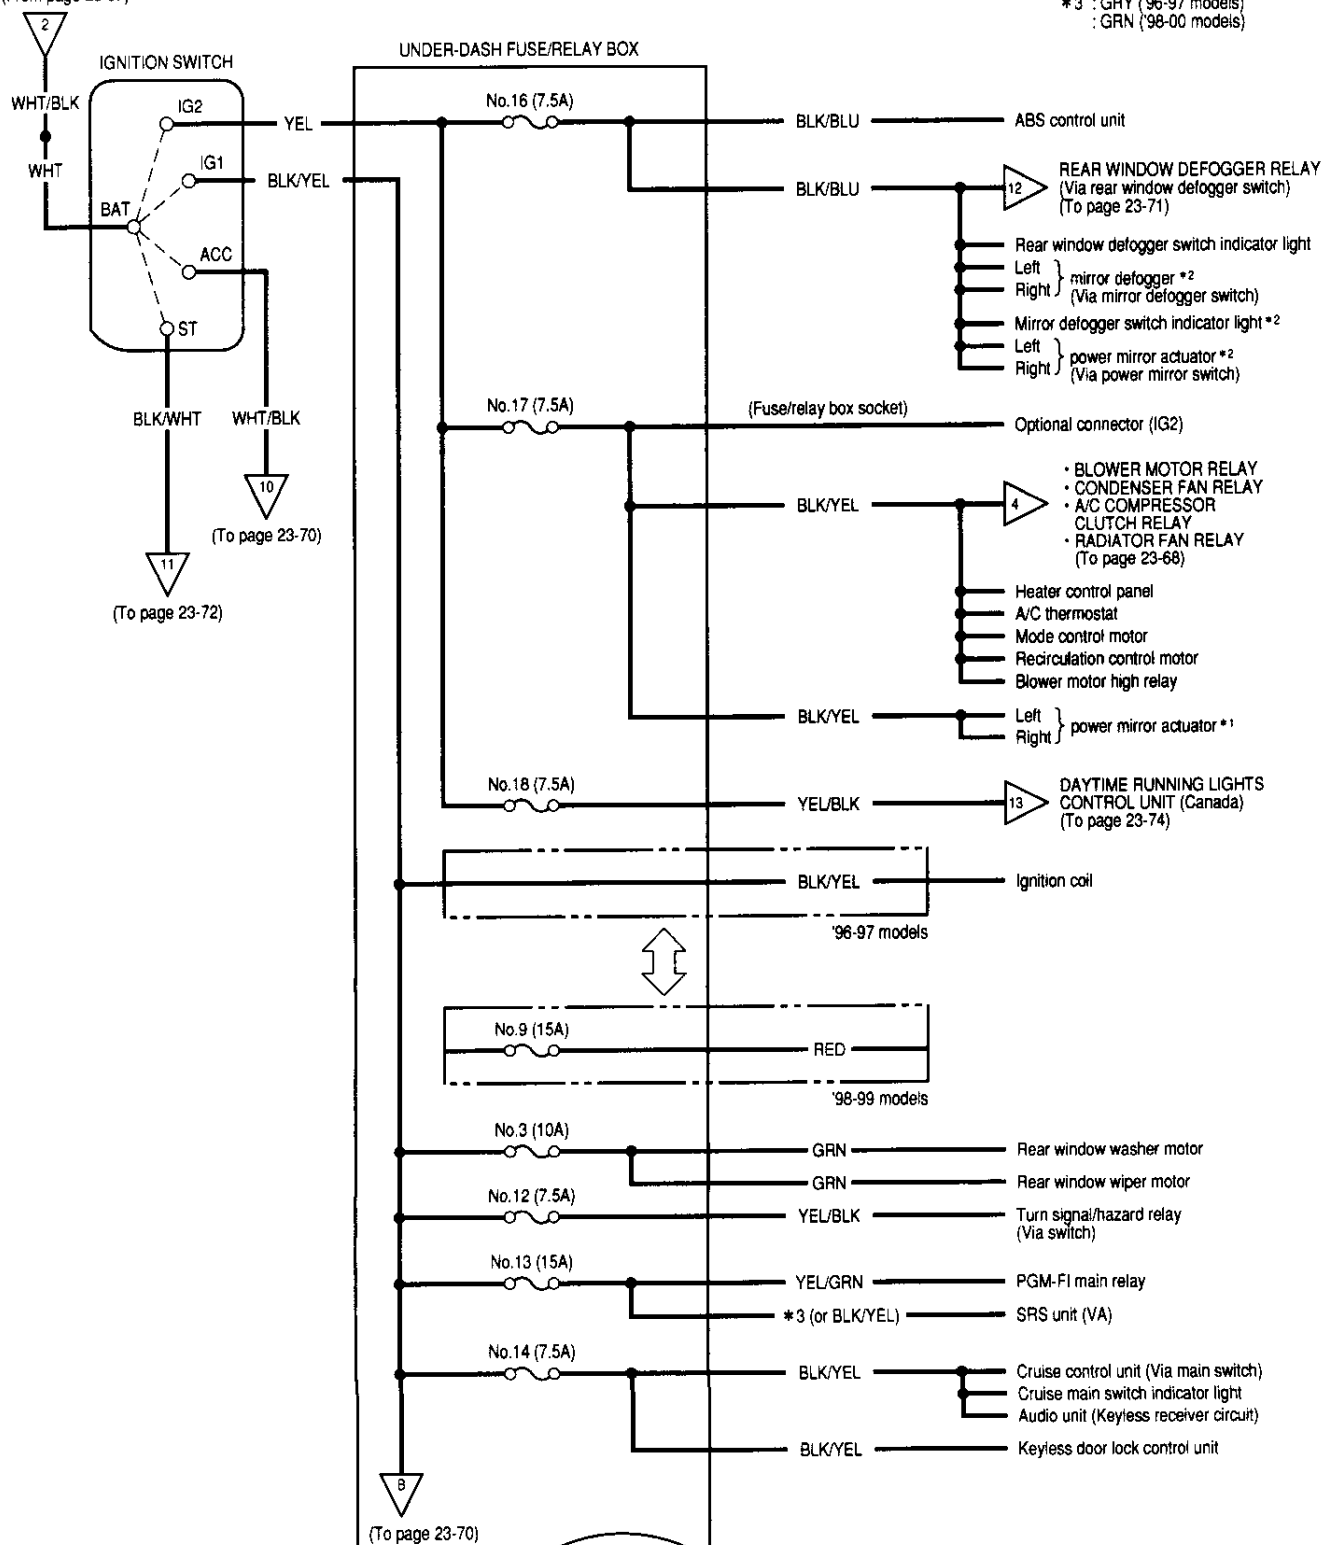 *3 : GRY ('96-97 models)
: GRN ('98-00 models)
2
IGNITION SWITCH
UNDER-DASH FUSE/RELAY BOX
WHT/BLK
WHT
IG2
IG1
BAT
ACC
ST
YEL
BLK/YEL
BLK/WHT
WHT/BLK
10
(To page 23-70)
11
(To page 23-72)
No.16 (7.5A)
BLK/BLU
ABS control unit
BLK/BLU
12
REAR WINDOW DEFOGGER RELAY
(Via rear window defogger switch)
(To page 23-71)
Rear window defogger switch indicator light
Left
Right
mirror defogger *2
(Via mirror defogger switch)
Mirror defogger switch indicator light *2
Left
Right
power mirror actuator *2
(Via power mirror switch)
No.17 (7.5A)
(Fuse/relay box socket)
Optional connector (IG2)
BLK/YEL
4
· BLOWER MOTOR RELAY
· CONDENSER FAN RELAY
· A/C COMPRESSOR
CLUTCH RELAY
· RADIATOR FAN RELAY
(To page 23-68)
Heater control panel
A/C thermostat
Mode control motor
Recirculation control motor
Blower motor high relay
BLK/YEL
Left
Right
power mirror actuator *1
No.18 (7.5A)
YEL/BLK
13
DAYTIME RUNNING LIGHTS
CONTROL UNIT (Canada)
(To page 23-74)
BLK/YEL
Ignition coil
'96-97 models
No.9 (15A)
RED
'98-99 models
No.3 (10A)
GRN
Rear window washer motor
GRN
Rear window wiper motor
No.12 (7.5A)
YEL/BLK
Turn signal/hazard relay
(Via switch)
No.13 (15A)
YEL/GRN
PGM-FI main relay
*3 (or BLK/YEL)
SRS unit (VA)
No.14 (7.5A)
BLK/YEL
Cruise control unit (Via main switch)
Cruise main switch indicator light
Audio unit (Keyless receiver circuit)
BLK/YEL
Keyless door lock control unit
B
(To page 23-70)